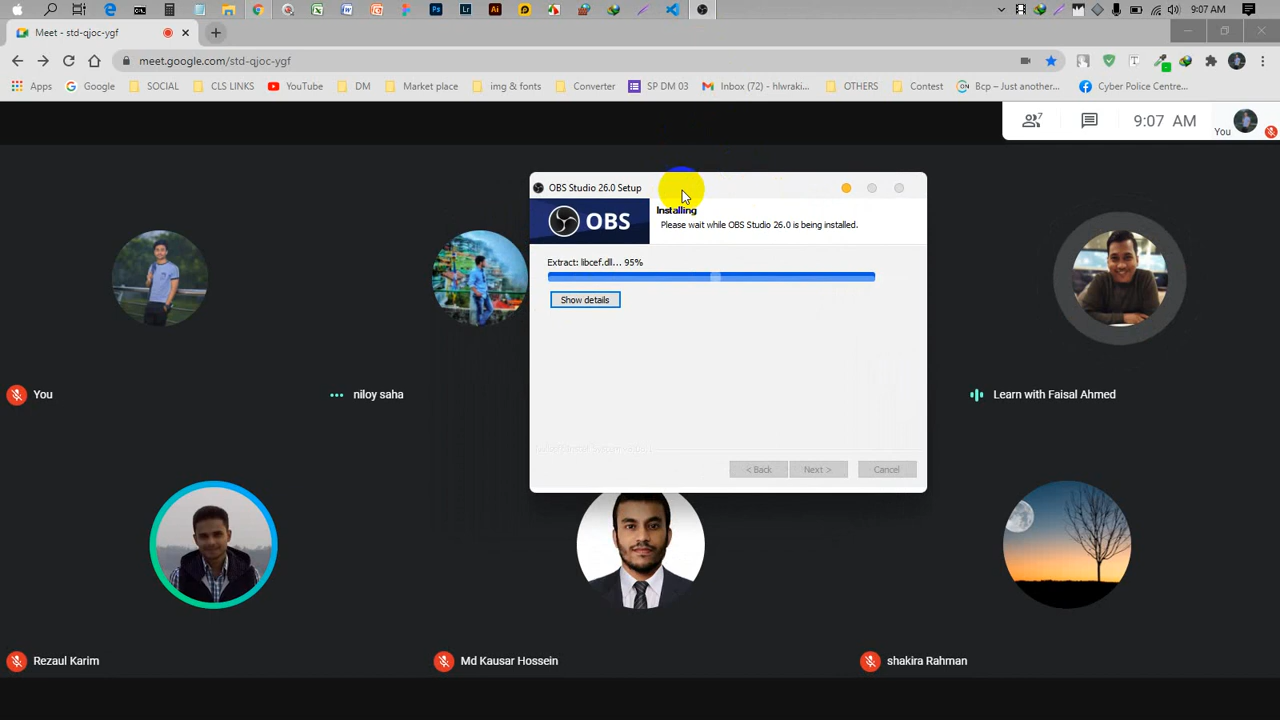 9:07 AM
Meet - std-qjoc-ygf
meet.google.com/std-qjoc-ygf
Apps Google SOCIAL CLS LINKS YouTube DM Market place img & fonts Converter SP DM 03 Inbox (72) - hlwraki... OTHERS Contest Bcp – Just another... Cyber Police Centre...
7
9:07 AM
You
OBS Studio 26.0 Setup
OBS
Installing
Please wait while OBS Studio 26.0 is being installed.
Extract: libcef.dll... 95%
Show details
< Back Next > Cancel
You
niloy saha
Learn with Faisal Ahmed
Rezaul Karim
Md Kausar Hossein
shakira Rahman